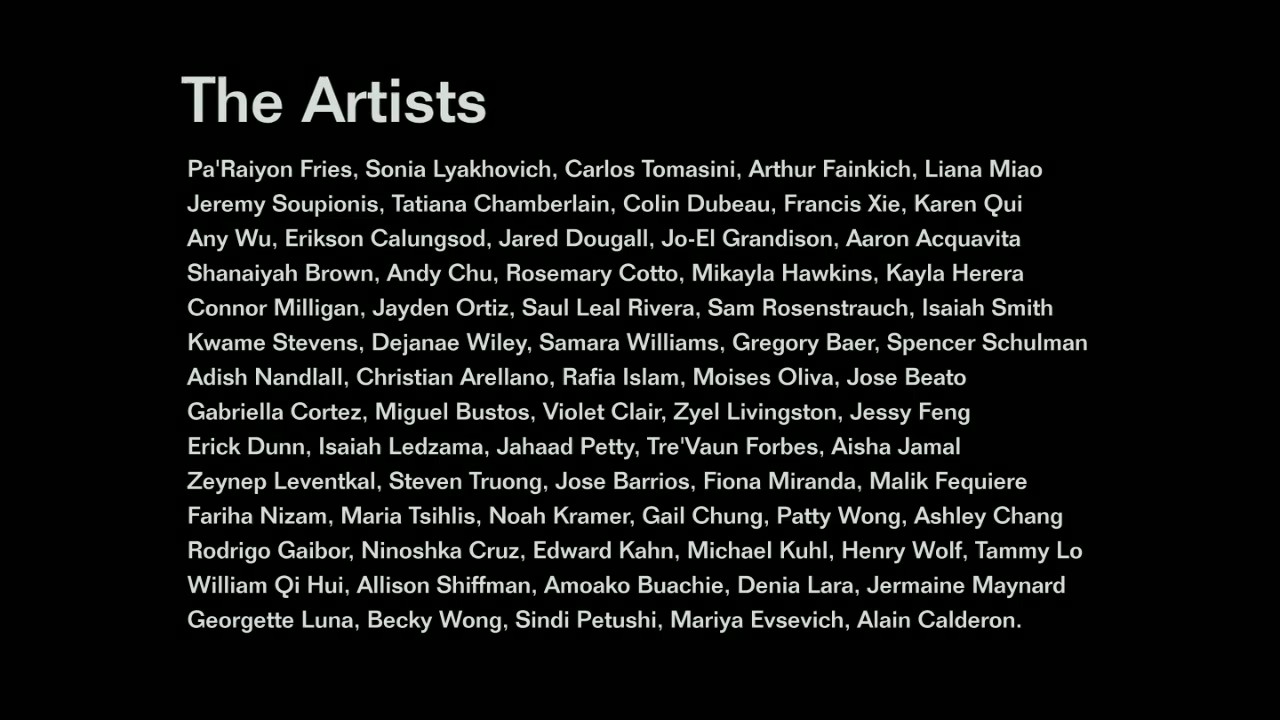 The Artists
Pa'Raiyon Fries, Sonia Lyakhovich, Carlos Tomasini, Arthur Fainkich, Liana Miao
Jeremy Soupionis, Tatiana Chamberlain, Colin Dubeau, Francis Xie, Karen Qui
Any Wu, Erikson Calungsod, Jared Dougall, Jo-El Grandison, Aaron Acquavita
Shanaiyah Brown, Andy Chu, Rosemary Cotto, Mikayla Hawkins, Kayla Herera
Connor Milligan, Jayden Ortiz, Saul Leal Rivera, Sam Rosenstrauch, Isaiah Smith
Kwame Stevens, Dejanae Wiley, Samara Williams, Gregory Baer, Spencer Schulman
Adish Nandlall, Christian Arellano, Rafia Islam, Moises Oliva, Jose Beato
Gabriella Cortez, Miguel Bustos, Violet Clair, Zyel Livingston, Jessy Feng
Erick Dunn, Isaiah Ledzama, Jahaad Petty, Tre'Vaun Forbes, Aisha Jamal
Zeynep Leventkal, Steven Truong, Jose Barrios, Fiona Miranda, Malik Fequiere
Fariha Nizam, Maria Tsihlis, Noah Kramer, Gail Chung, Patty Wong, Ashley Chang
Rodrigo Gaibor, Ninoshka Cruz, Edward Kahn, Michael Kuhl, Henry Wolf, Tammy Lo
William Qi Hui, Allison Shiffman, Amoako Buachie, Denia Lara, Jermaine Maynard
Georgette Luna, Becky Wong, Sindi Petushi, Mariya Evsevich, Alain Calderon.